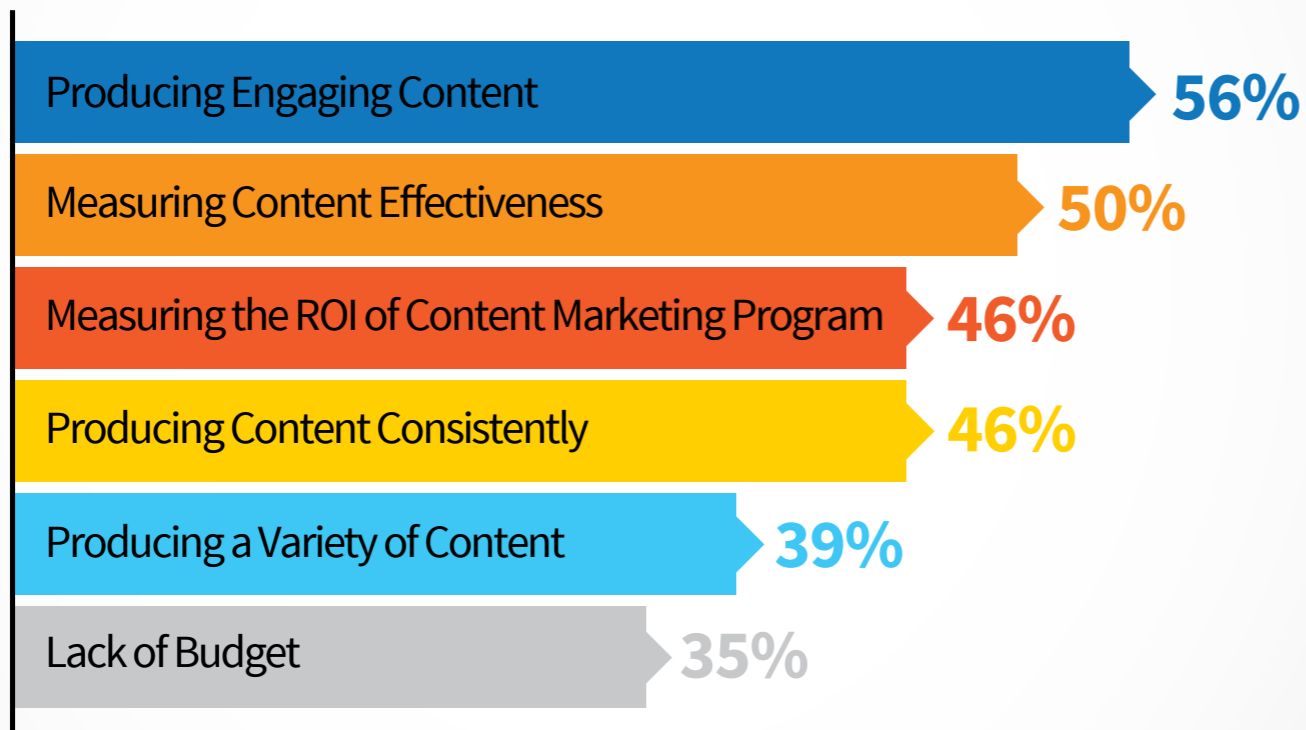 Producing Engaging Content 56%
Measuring Content Effectiveness 50%
Measuring the ROI of Content Marketing Program 46%
Producing Content Consistently 46%
Producing a Variety of Content 39%
Lack of Budget 35%